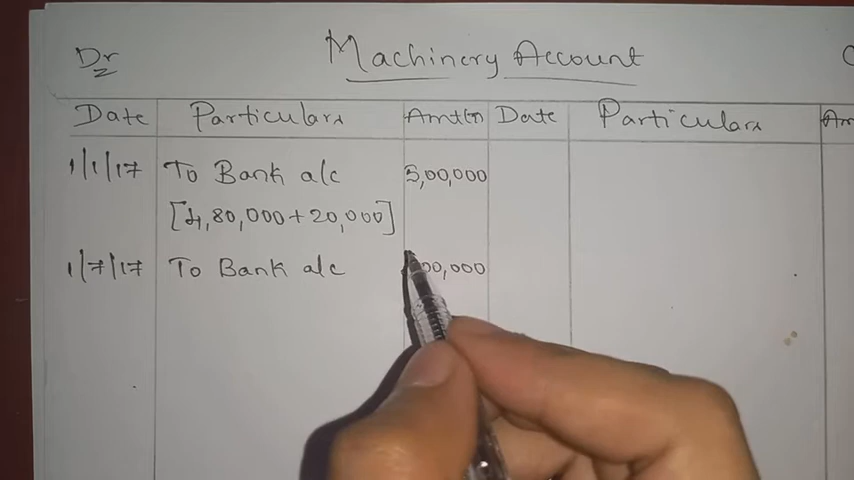 Dr Machinery Account
Date Particulars Amt(₹) Date Particulars
1/1/17 To Bank a/c 5,00,000
[4,80,000 + 20,000]
1/7/17 To Bank a/c